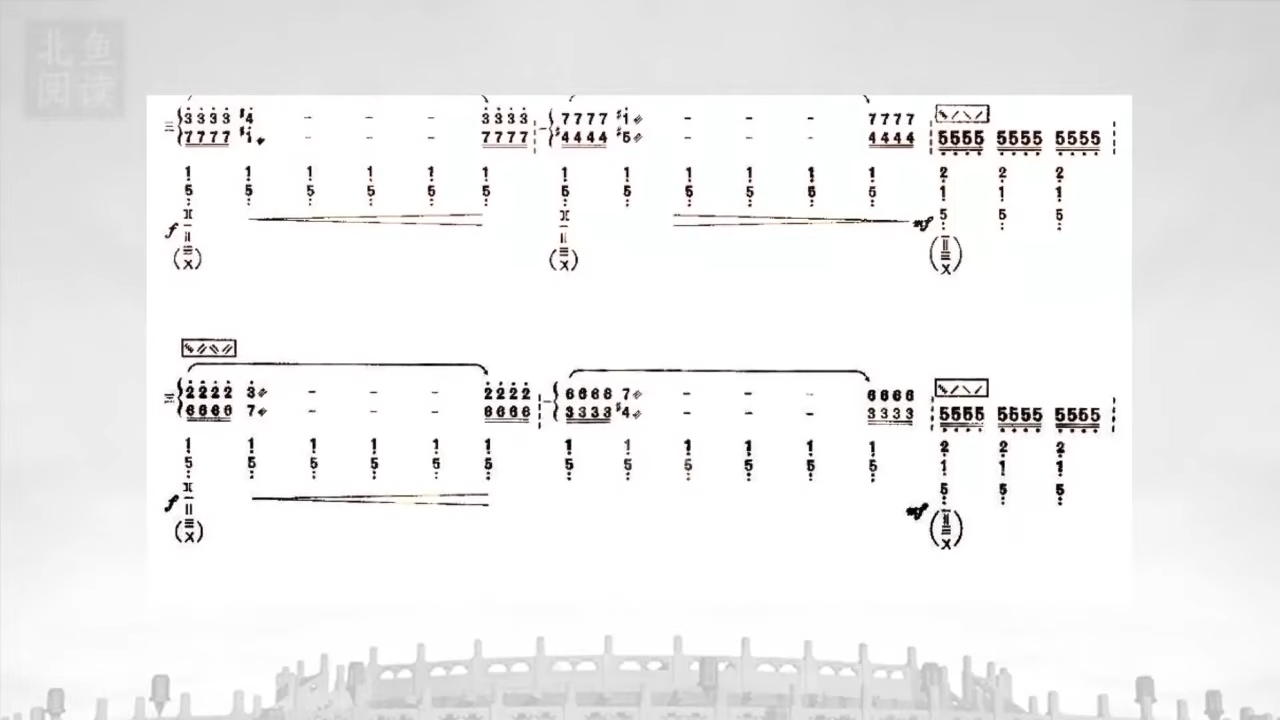 北鱼
阅读
3333 #4 - - - 3333 7777 #i - - - 7777
7777 #i - - - 7777 #4444 #5 - - - 4444 5555 5555 5555
1 1 1 1 1 1 1 1 1 1 1 1 2 2 2
5 5 5 5 5 5 5 5 5 5 5 5 1 1 1
5 5 5
f mf
2222 3 - - - 2222 6666 7 - - - 6666
6666 7 - - - 6666 3333 #4 - - - 3333 5555 5555 5555
1 1 1 1 1 1 1 1 1 1 1 1 2 2 2
5 5 5 5 5 5 5 5 5 5 5 5 1 1 1
5 5 5
f mf